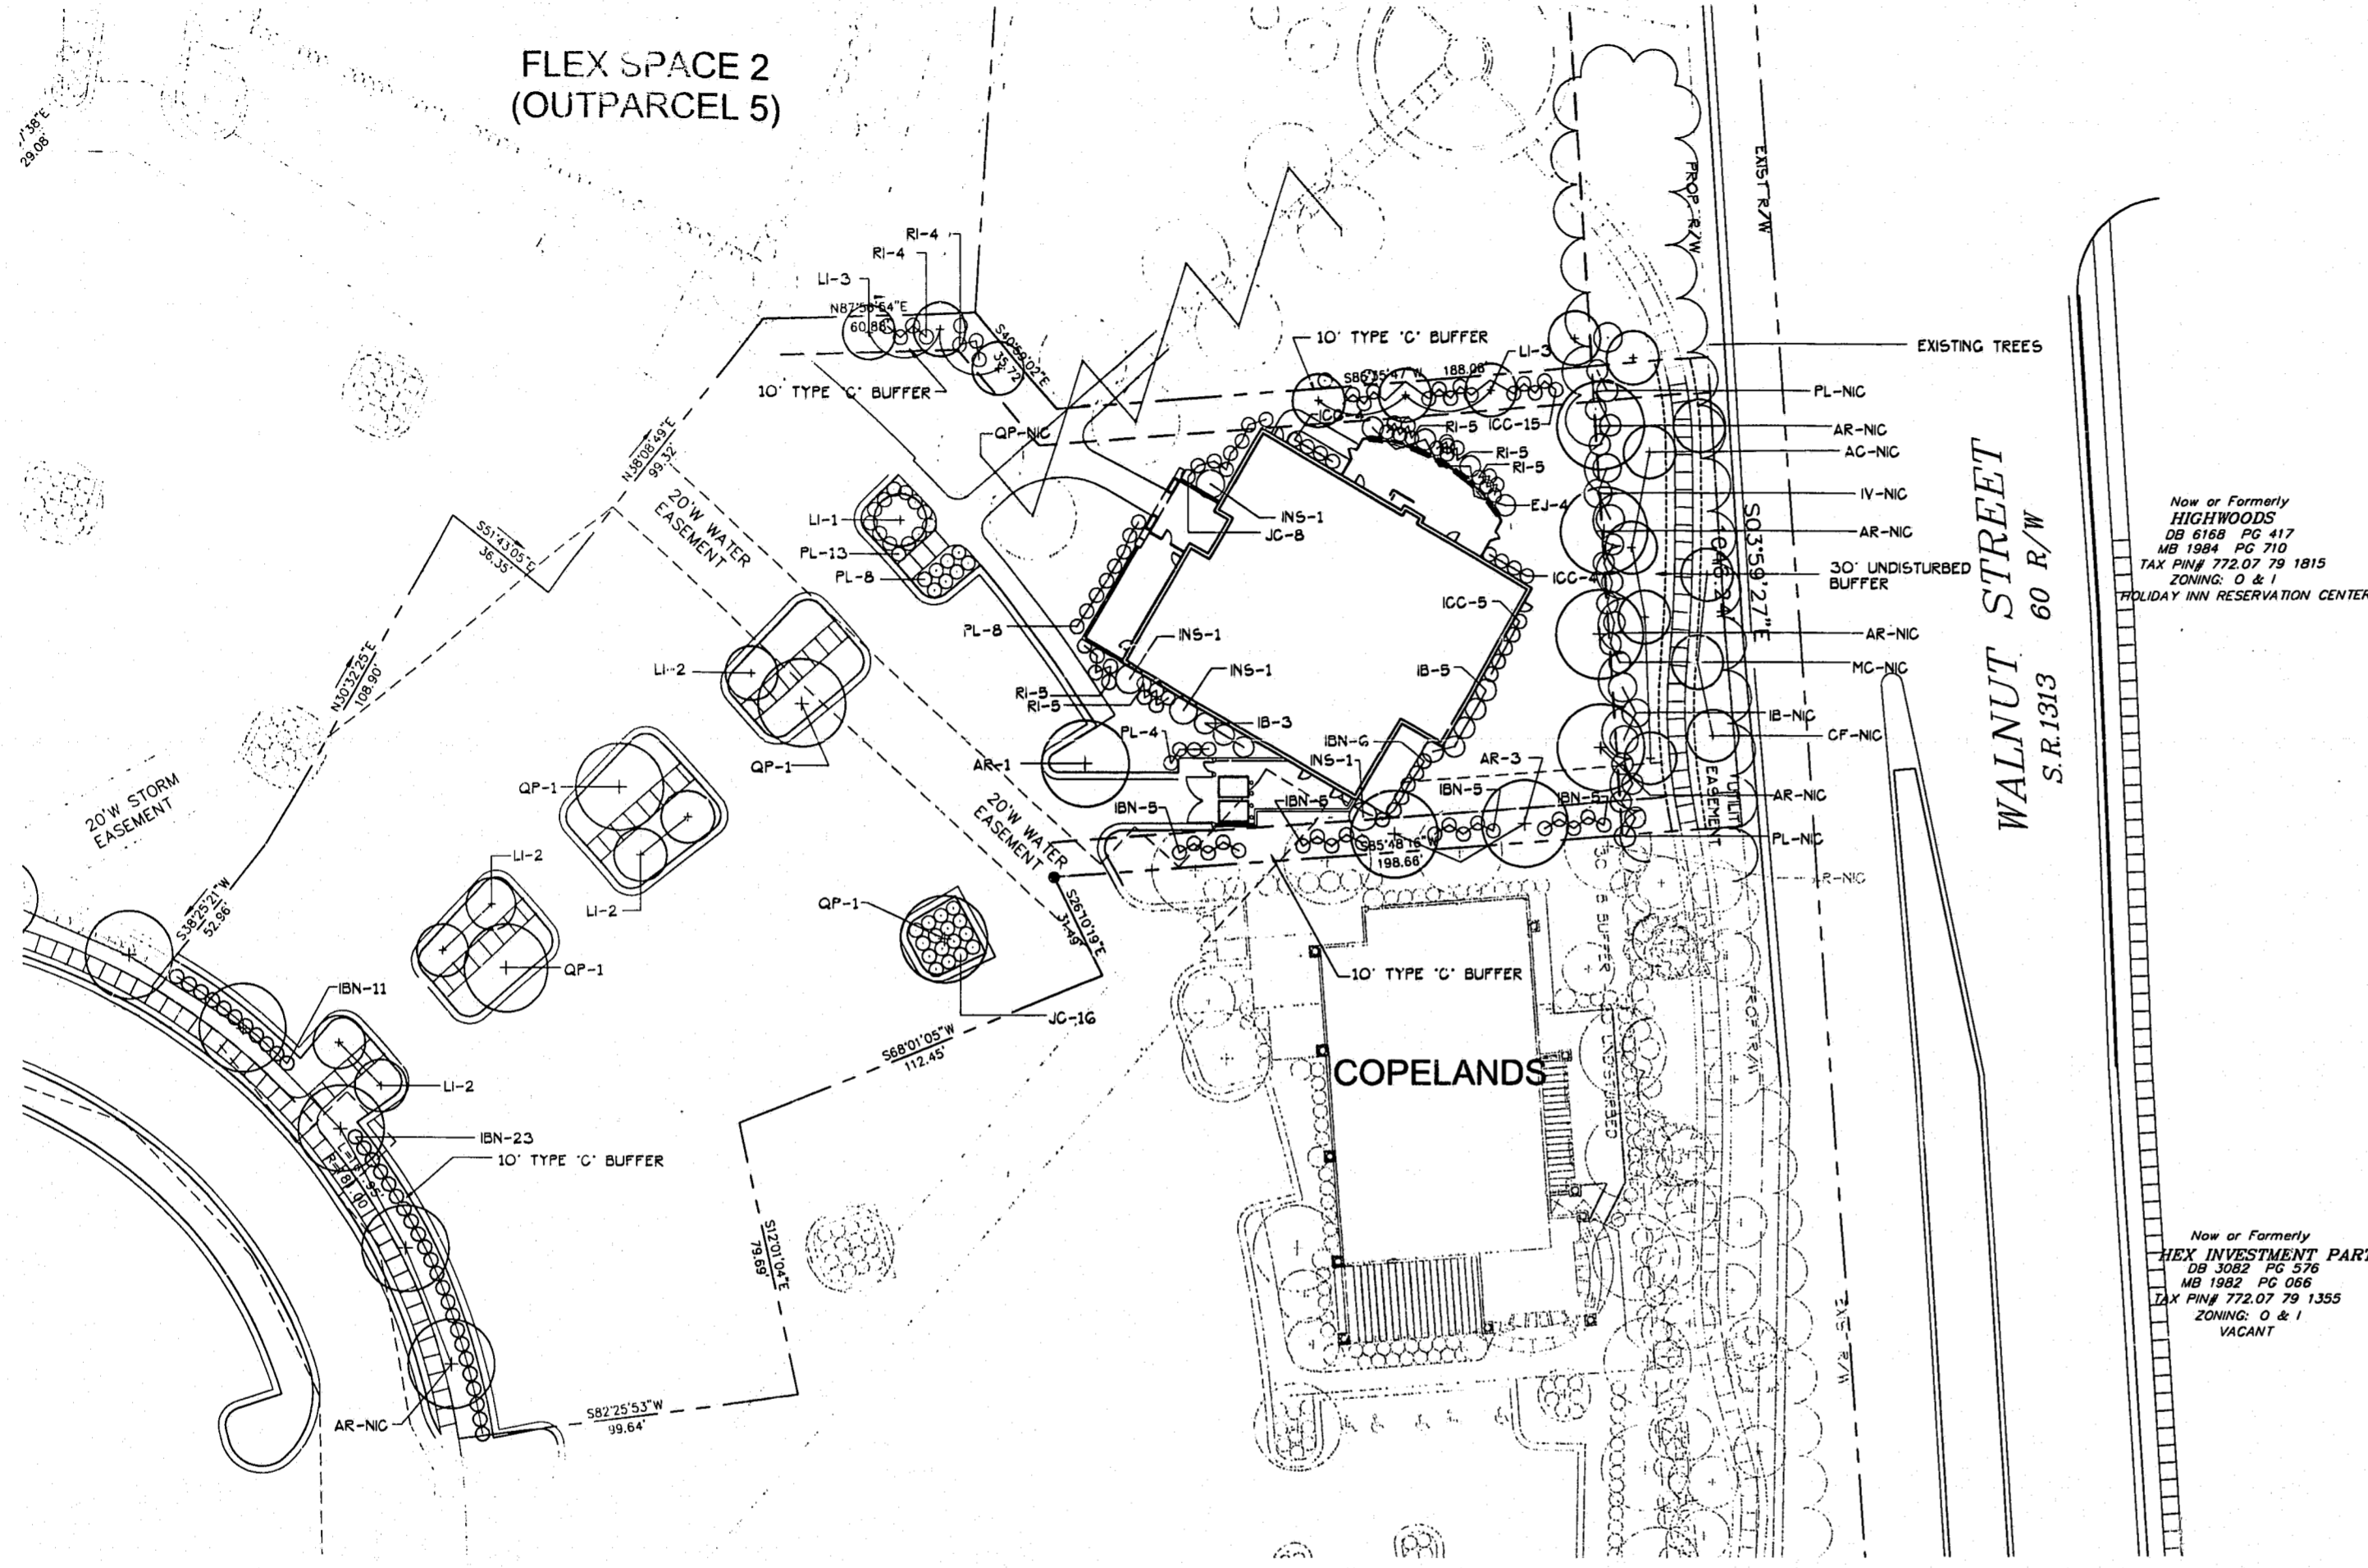 FLEX SPACE 2
(OUTPARCEL 5)
29.08'
RI-4
RI-4
LI-3
60.88'
S40°59'02"E
35.72
10' TYPE "C" BUFFER
10' TYPE "C" BUFFER
LI-3
188.08'
QP-NIC
RI-5
ICC-15
RI-5
RI-5
EJ-4
INS-1
JC-8
N38°08'49"E
99.32'
20'W WATER
EASEMENT
LI-1
PL-13
PL-8
PL-8
ICC-4
ICC-5
S51°43'05"E
36.35'
INS-1
INS-1
IB-5
RI-5
RI-5
IB-3
PL-4
IBN-6
INS-1
AR-3
N30°32'25"E
108.90'
LI-2
QP-1
AR-1
QP-1
20'W STORM
EASEMENT
20'W WATER
EASEMENT
IBN-5
IBN-5
IBN-5
IBN-5
S85°48'16"W
198.66'
LI-2
LI-2
QP-1
QP-1
S38°25'21"W
52.96'
S26°10'19"E
31.49'
10' TYPE "C" BUFFER
JC-16
S68°01'05"W
112.45'
IBN-11
LI-2
IBN-23
10' TYPE "C" BUFFER
COPELANDS
S12°01'04"E
79.69'
AR-NIC
S82°25'53"W
99.64'
EXIST R/W
PROP R/W
EXISTING TREES
PL-NIC
AR-NIC
AC-NIC
IV-NIC
AR-NIC
30' UNDISTURBED
BUFFER
AR-NIC
MC-NIC
IB-NIC
CF-NIC
AR-NIC
PL-NIC
S03°59'27"E
UTILITY
EASEMENT
PROP R/W
WALNUT STREET
S.R.1313 60 R/W
Now or Formerly
HIGHWOODS
DB 6168 PG 417
MB 1984 PG 710
TAX PIN# 772.07 79 1815
ZONING: O & I
HOLIDAY INN RESERVATION CENTER
Now or Formerly
HEX INVESTMENT PART
DB 3082 PG 576
MB 1982 PG 066
TAX PIN# 772.07 79 1355
ZONING: O & I
VACANT